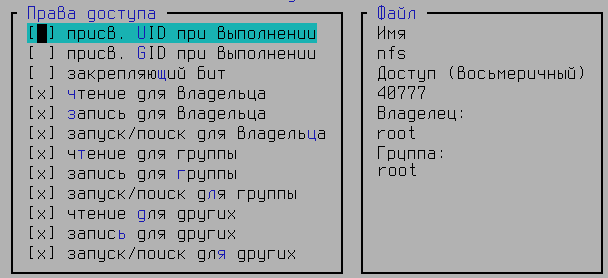 Права доступа
[ ] присв. UID при выполнении
[ ] присв. GID при выполнении
[ ] закрепляющий бит
[x] чтение для владельца
[x] запись для владельца
[x] запуск/поиск для владельца
[x] чтение для группы
[x] запись для группы
[x] запуск/поиск для группы
[x] чтение для других
[x] запись для других
[x] запуск/поиск для других
Файл
Имя
nfs
Доступ (восьмеричный)
40777
Владелец:
root
Группа:
root